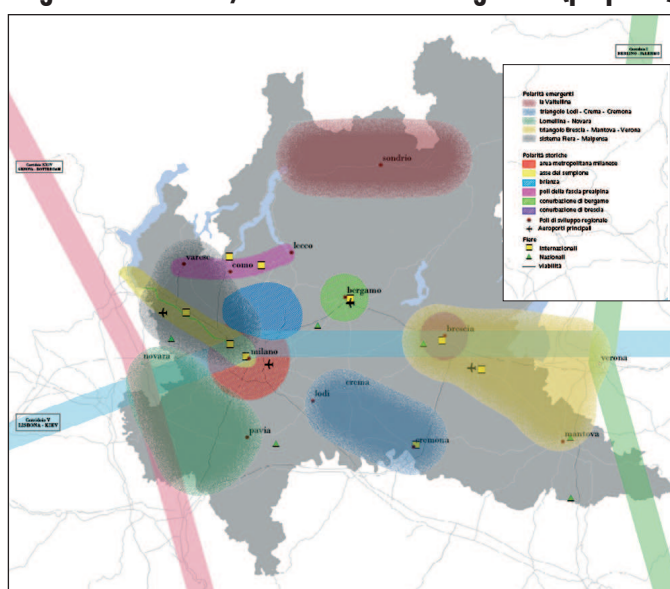 Polarità emergenti
la Valtellina
triangolo Lodi - Crema - Cremona
Lomellina - Novara
triangolo Brescia - Mantova - Verona
sistema Fiera - Malpensa
Polarità storiche
area metropolitana milanese
asse del sempione
brianza
poli della fascia prealpina
conurbazione di bergamo
conurbazione di brescia
Poli di sviluppo regionale
Aeroporti principali
Fiere
Internazionali
Nazionali
viabilità
sondrio
lecco
varese
como
bergamo
brescia
novara
milano
verona
crema
lodi
Corridoio V
LISBONA - KIEV
pavia
cremona
mantova